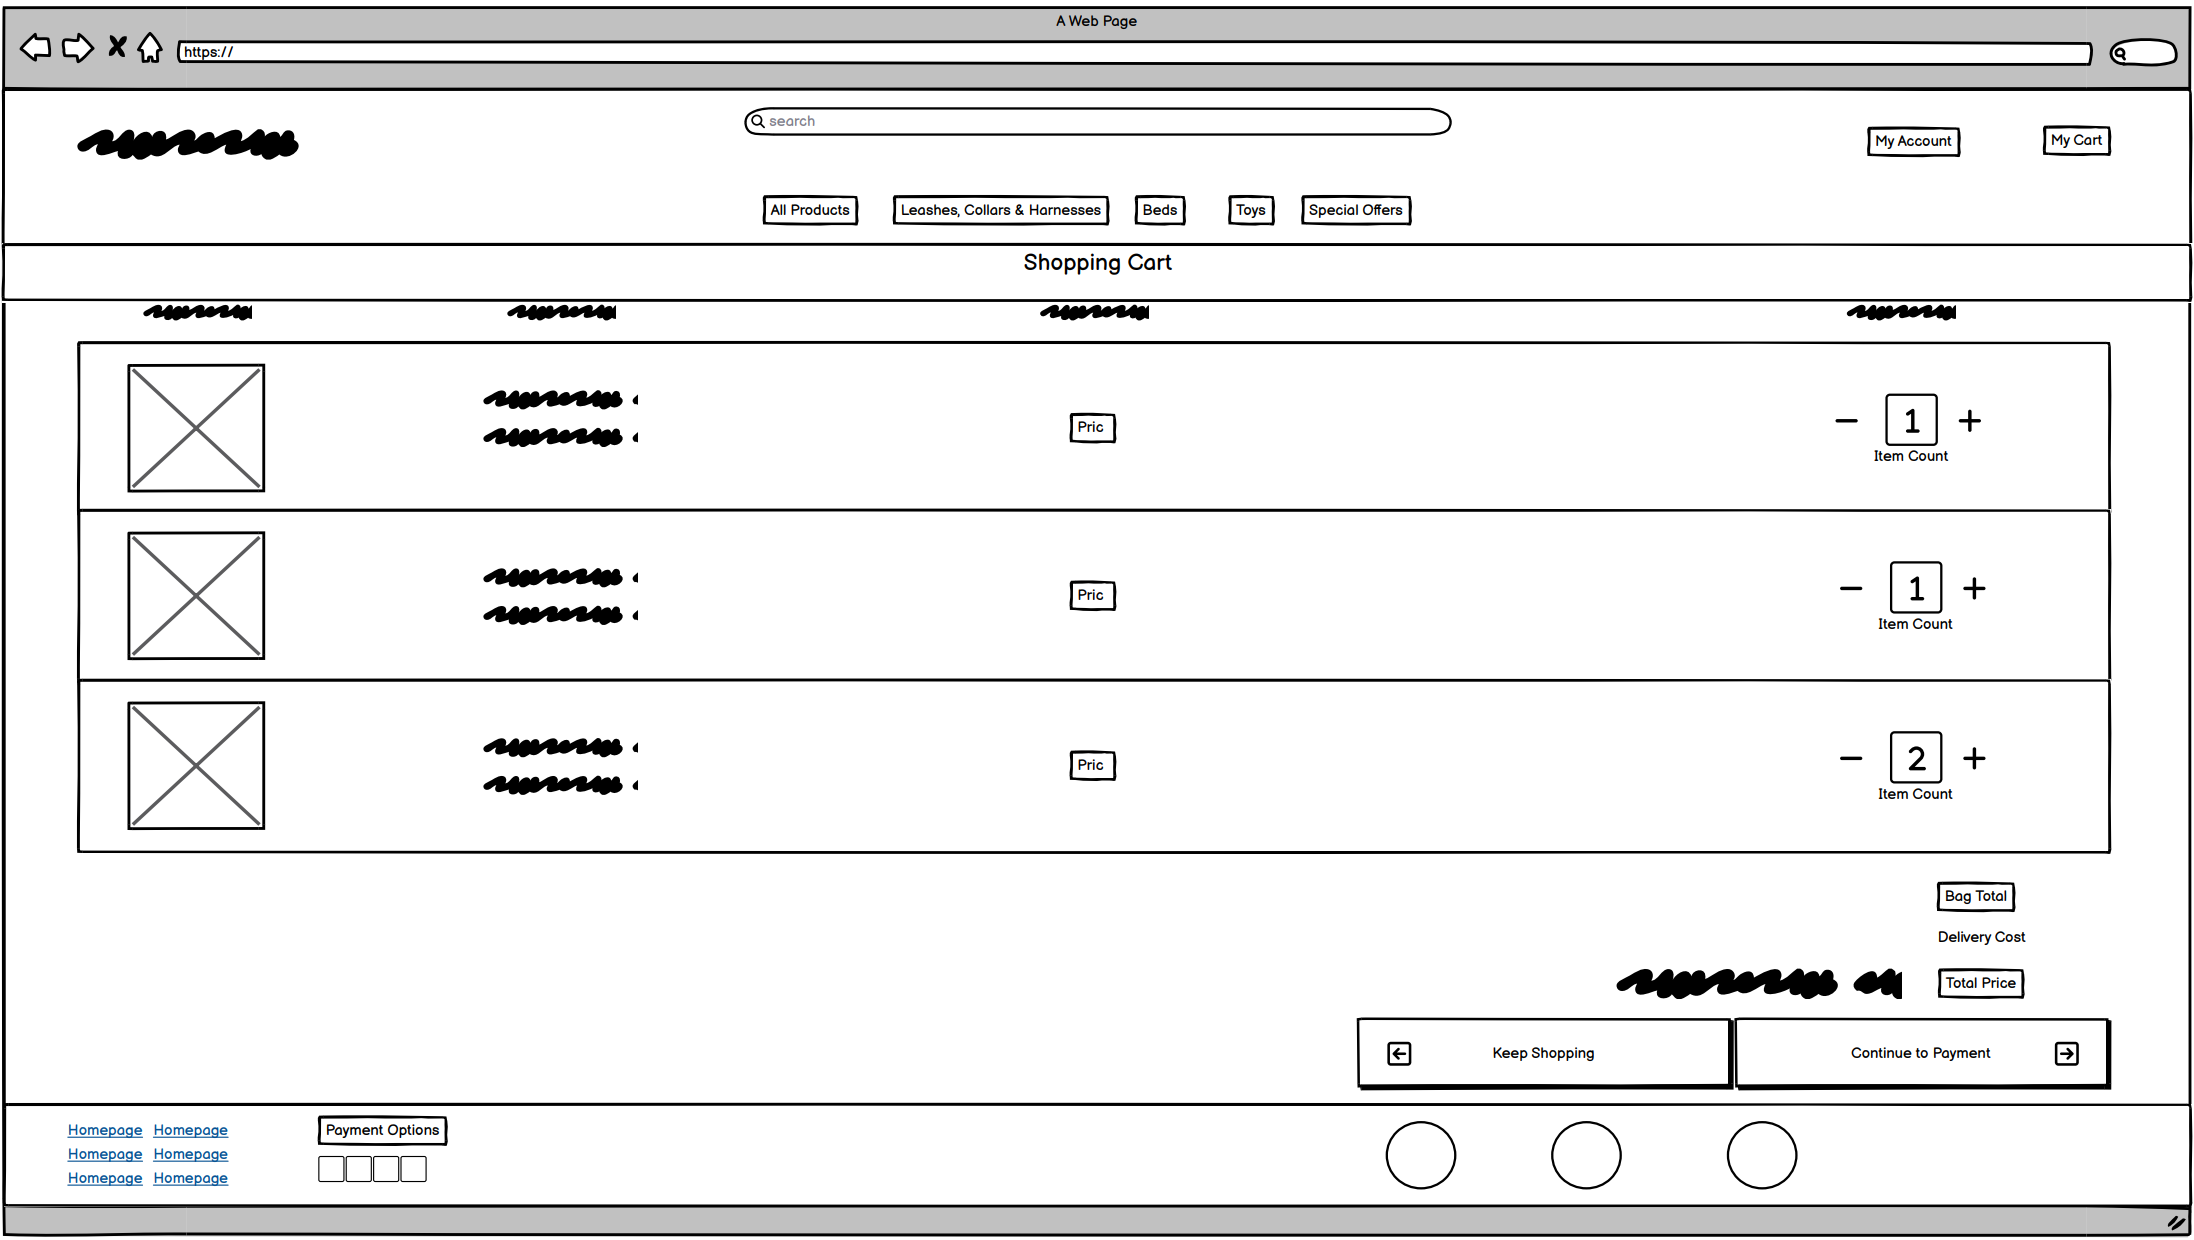 A Web Page
https://
search
My Account
My Cart
All Products
Leashes, Collars & Harnesses
Beds
Toys
Special Offers
Shopping Cart
Pric
1
Item Count
Pric
1
Item Count
Pric
2
Item Count
Bag Total
Delivery Cost
Total Price
Keep Shopping
Continue to Payment
Homepage Homepage
Homepage Homepage
Homepage Homepage
Payment Options